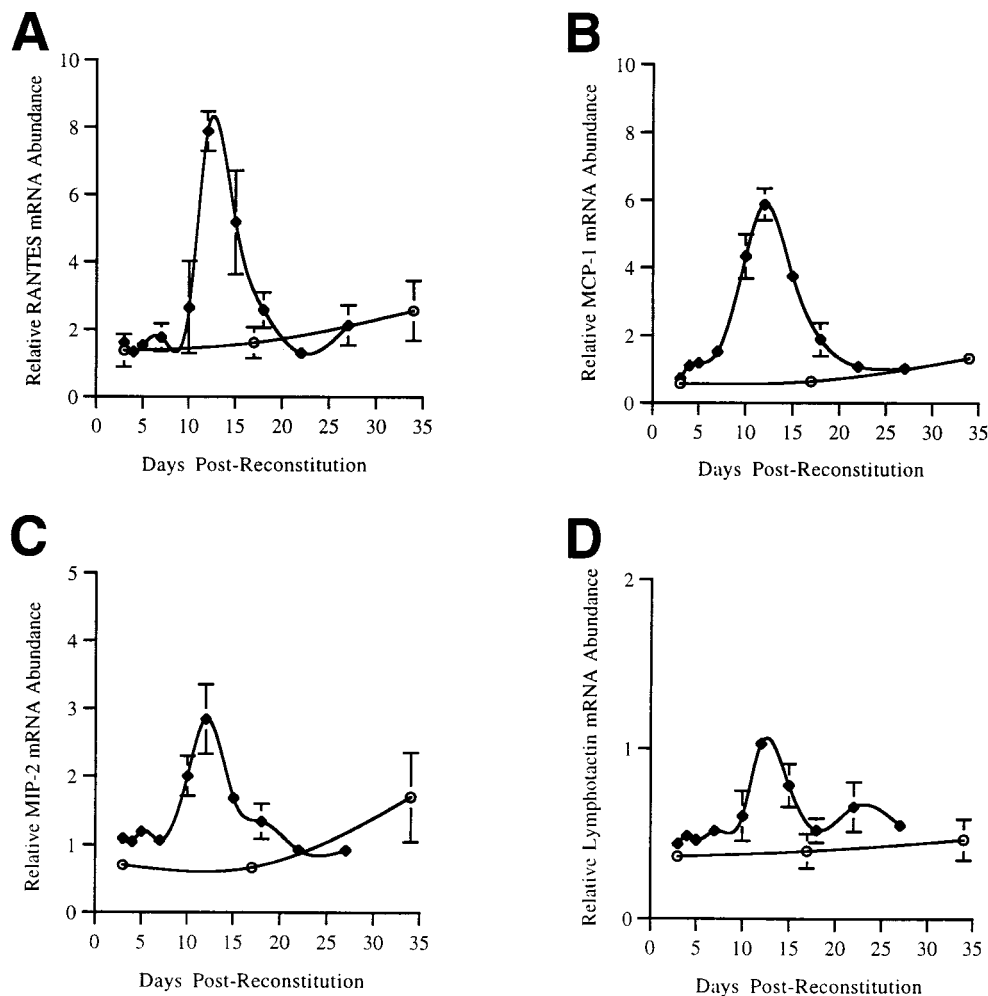 A
Relative RANTES mRNA Abundance
10
8
6
4
2
0
0 5 10 15 20 25 30 35
Days Post-Reconstitution
B
Relative MCP-1 mRNA Abundance
10
8
6
4
2
0
0 5 10 15 20 25 30 35
Days Post-Reconstitution
C
Relative MIP-2 mRNA Abundance
5
4
3
2
1
0
0 5 10 15 20 25 30 35
Days Post-Reconstitution
D
Relative Lymphotactin mRNA Abundance
2
1
0
0 5 10 15 20 25 30 35
Days Post-Reconstitution